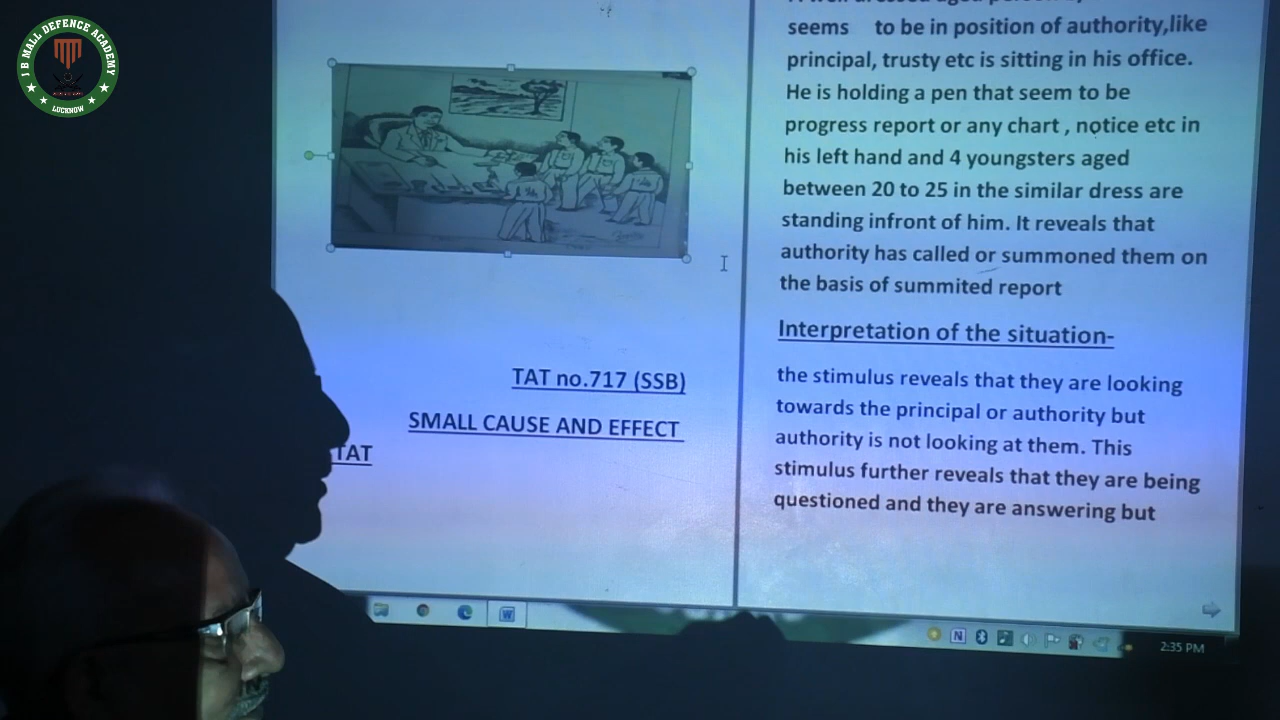 J B MALL DEFENCE ACADEMY
LUCKNOW
TAT no.717 (SSB)
SMALL CAUSE AND EFFECT
TAT
seems to be in position of authority,like
principal, trusty etc is sitting in his office.
He is holding a pen that seem to be
progress report or any chart , notice etc in
his left hand and 4 youngsters aged
between 20 to 25 in the similar dress are
standing infront of him. It reveals that
authority has called or summoned them on
the basis of summited report
Interpretation of the situation-
the stimulus reveals that they are looking
towards the principal or authority but
authority is not looking at them. This
stimulus further reveals that they are being
questioned and they are answering but
2:35 PM